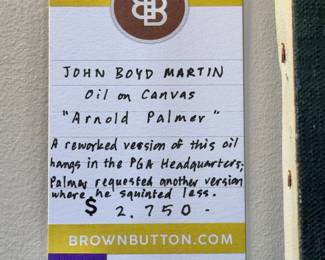 BB
JOHN BOYD MARTIN
Oil on Canvas
"Arnold Palmer"
A reworked version of this oil
hangs in the PGA Headquarters;
Palmer requested another version
where he squinted less.
$ 2.750-
BROWNBUTTON.COM